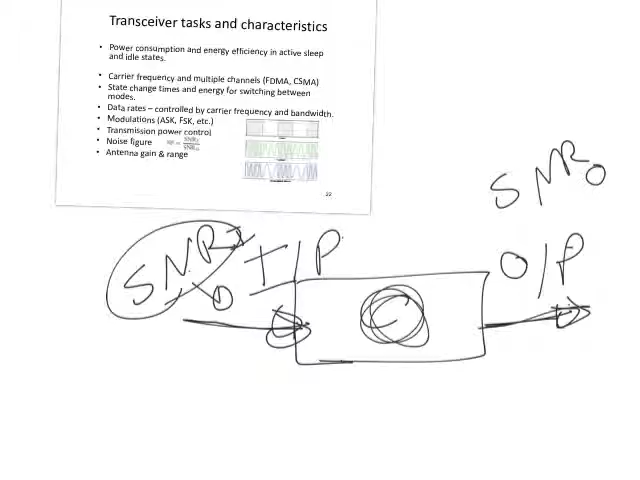 Transceiver tasks and characteristics
• Power consumption and energy efficiency in active sleep
and idle states.
• Carrier frequency and multiple channels (FDMA, CSMA)
• State change times and energy for switching between
modes.
• Data rates – controlled by carrier frequency and bandwidth.
• Modulations (ASK, FSK, etc.)
• Transmission power control
• Noise figure
• Antenna gain & range
22
SNRo
SNRI
I/P
O/P